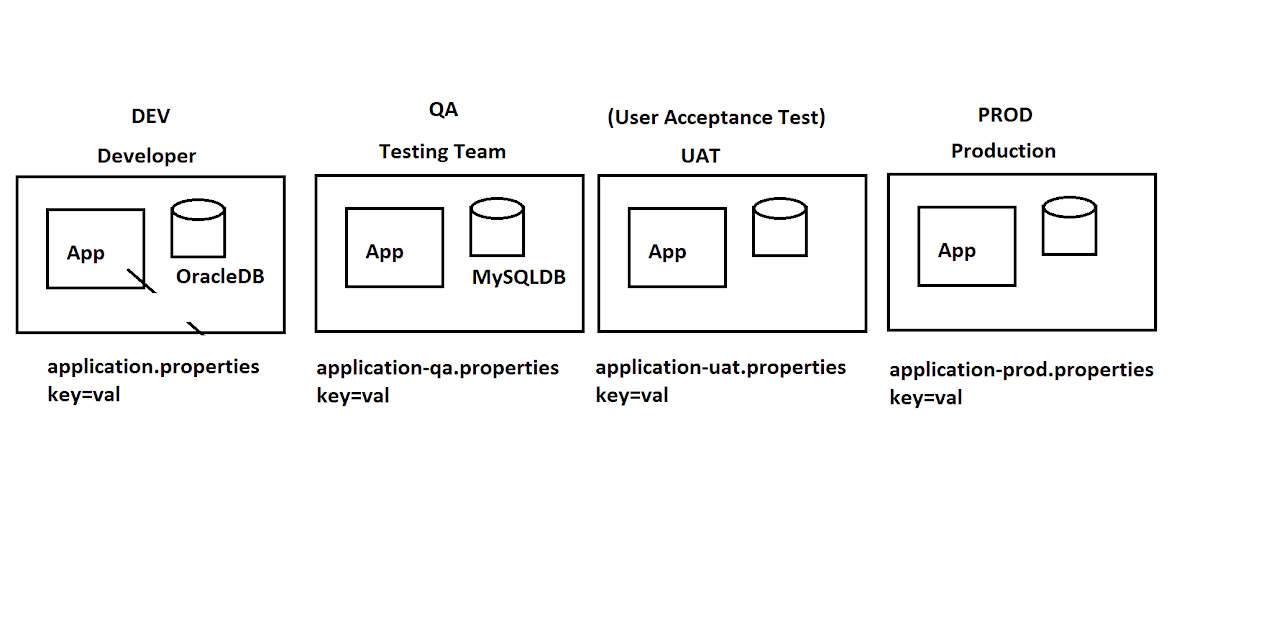 DEV
Developer
App
OracleDB
application.properties
key=val
QA
Testing Team
App
MySQLDB
application-qa.properties
key=val
(User Acceptance Test)
UAT
App
application-uat.properties
key=val
PROD
Production
App
application-prod.properties
key=val